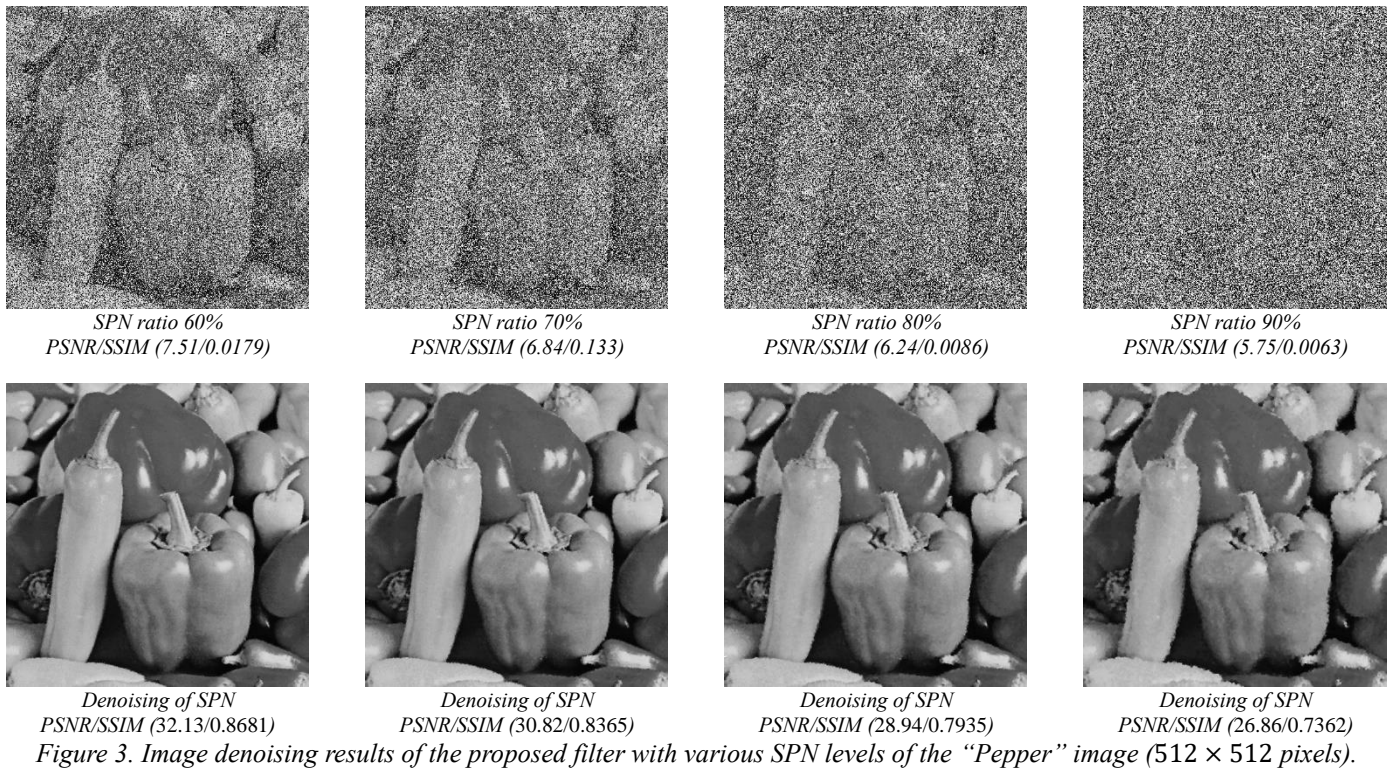 SPN ratio 60%
PSNR/SSIM (7.51/0.0179)
SPN ratio 70%
PSNR/SSIM (6.84/0.133)
SPN ratio 80%
PSNR/SSIM (6.24/0.0086)
SPN ratio 90%
PSNR/SSIM (5.75/0.0063)
Denoising of SPN
PSNR/SSIM (32.13/0.8681)
Denoising of SPN
PSNR/SSIM (30.82/0.8365)
Denoising of SPN
PSNR/SSIM (28.94/0.7935)
Denoising of SPN
PSNR/SSIM (26.86/0.7362)
Figure 3. Image denoising results of the proposed filter with various SPN levels of the “Pepper” image (512 × 512 pixels).